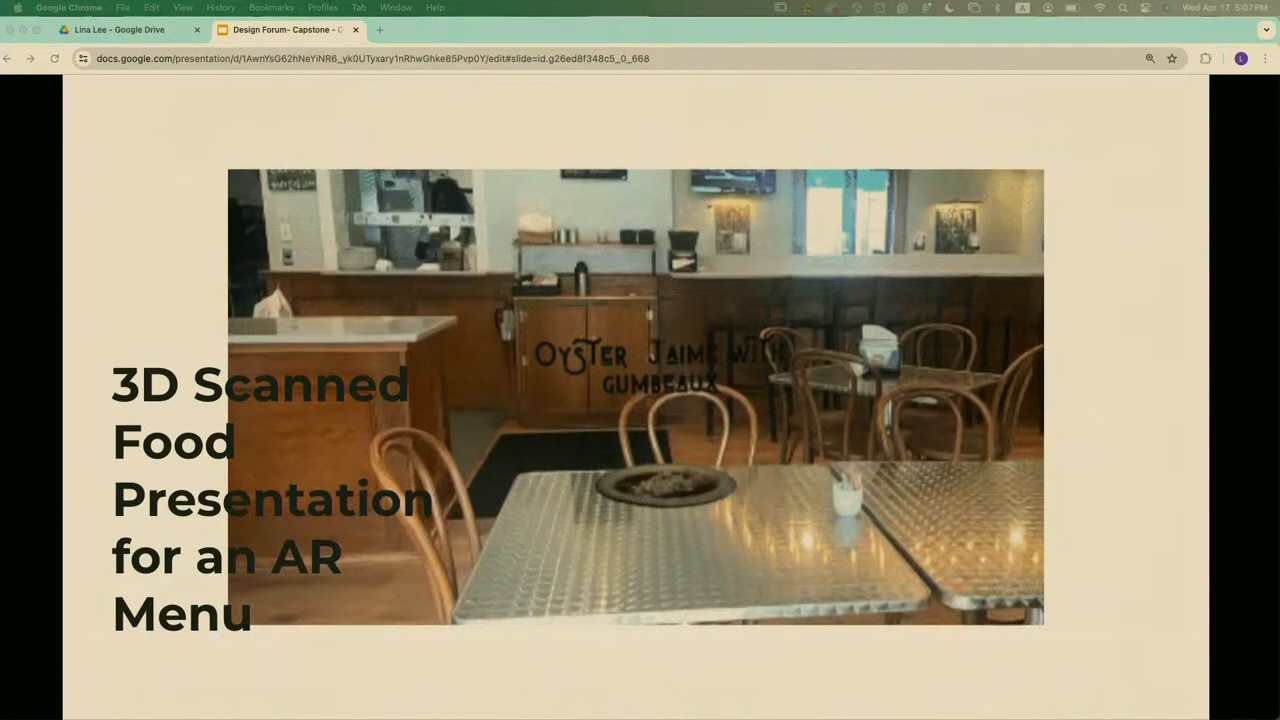 Google Chrome File Edit View History Bookmarks Profiles Tab Window Help A Wed Apr 17 5:07 PM
Lina Lee - Google Drive Design Forum- Capstone - G
docs.google.com/presentation/d/1AwnYsG62hNeYiNR6_yk0UTyxary1nRhwGhke85Pvp0Y/edit#slide=id.g26ed8f348c5_0_668 L
OYSTER J'AIME WITH
GUMBEAUX
3D Scanned
Food
Presentation
for an AR
Menu